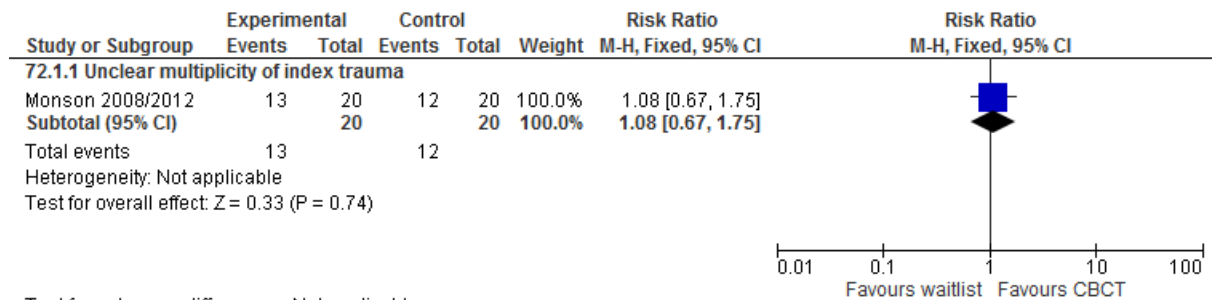 Experimental Control Risk Ratio Risk Ratio
Study or Subgroup Events Total Events Total Weight M-H, Fixed, 95% CI M-H, Fixed, 95% CI
72.1.1 Unclear multiplicity of index trauma
Monson 2008/2012 13 20 12 20 100.0% 1.08 [0.67, 1.75]
Subtotal (95% CI) 20 20 100.0% 1.08 [0.67, 1.75]
Total events 13 12
Heterogeneity: Not applicable
Test for overall effect: Z = 0.33 (P = 0.74)
0.01 0.1 1 10 100
Favours waitlist Favours CBCT